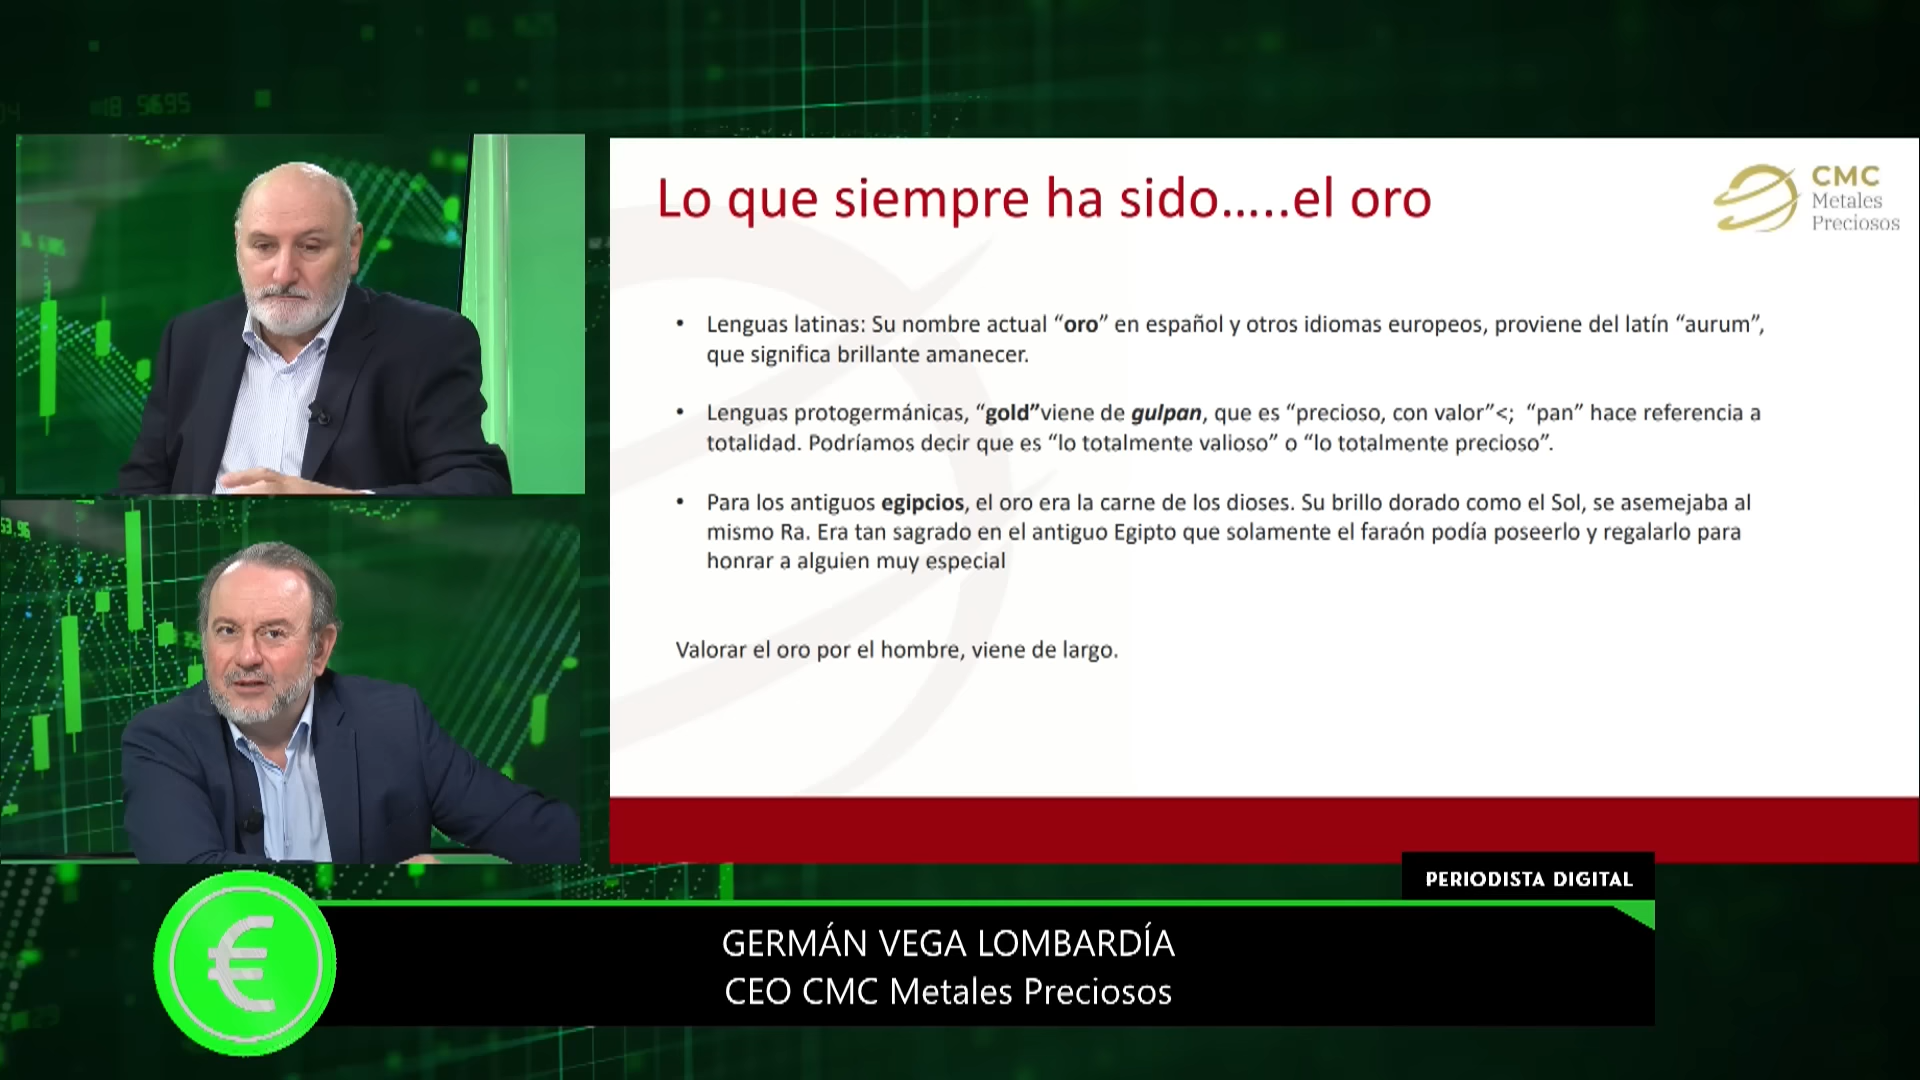 Lo que siempre ha sido.....el oro
CMC
Metales
Preciosos
• Lenguas latinas: Su nombre actual “oro” en español y otros idiomas europeos, proviene del latín “aurum”,
que significa brillante amanecer.
• Lenguas protogermánicas, “gold”viene de gulpan, que es “precioso, con valor”<; “pan” hace referencia a
totalidad. Podríamos decir que es “lo totalmente valioso” o “lo totalmente precioso”.
• Para los antiguos egipcios, el oro era la carne de los dioses. Su brillo dorado como el Sol, se asemejaba al
mismo Ra. Era tan sagrado en el antiguo Egipto que solamente el faraón podía poseerlo y regalarlo para
honrar a alguien muy especial
Valorar el oro por el hombre, viene de largo.
PERIODISTA DIGITAL
€
GERMÁN VEGA LOMBARDÍA
CEO CMC Metales Preciosos